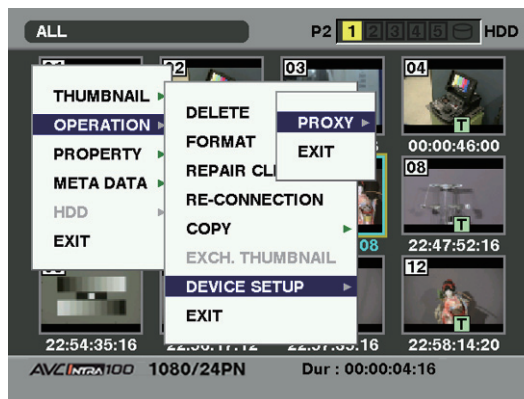 ALL P2 1 2 3 4 5 HDD
02 03 04
THUMBNAIL
OPERATION
PROPERTY
META DATA
HDD
EXIT
DELETE
FORMAT
REPAIR CLI
RE-CONNECTION
COPY
EXCH. THUMBNAIL
DEVICE SETUP
EXIT
PROXY
EXIT
T
00:00:46:00
08
T
08 22:47:52:16
12
T
22:54:35:16 22:58:14:20
AVC INTRA 100 1080/24PN Dur : 00:00:04:16